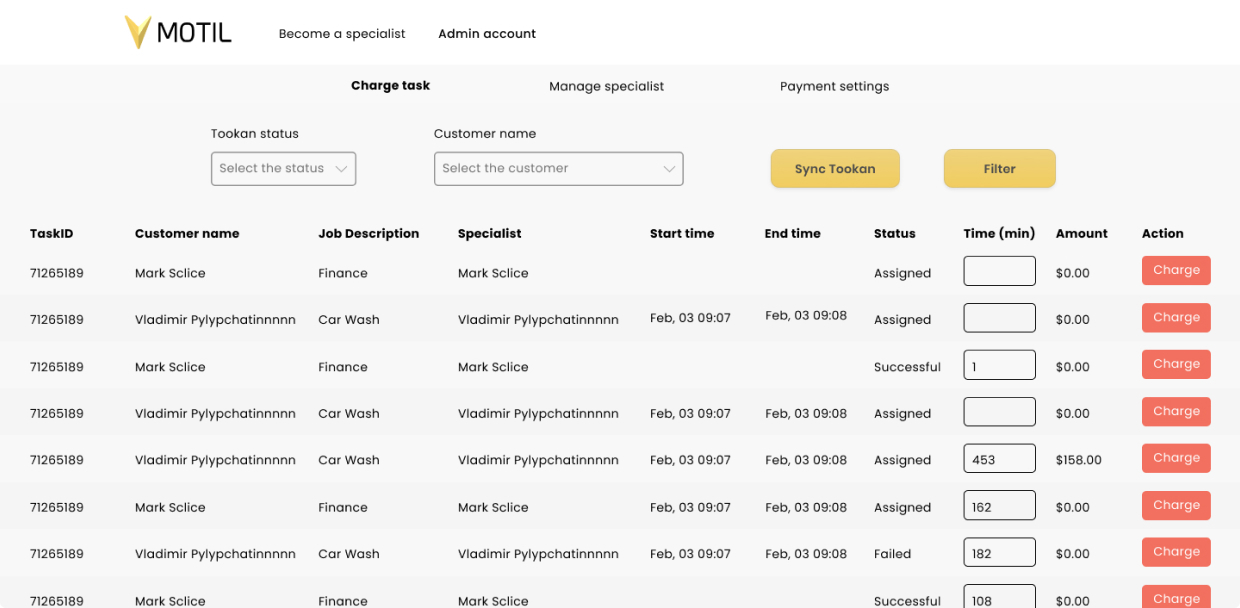 MOTIL Become a specialist Admin account
Charge task Manage specialist Payment settings
Tookan status Customer name
Select the status Select the customer Sync Tookan Filter
TaskID Customer name Job Description Specialist Start time End time Status Time (min) Amount Action
71265189 Mark Sclice Finance Mark Sclice Assigned $0.00 Charge
71265189 Vladimir Pylypchatinnnnn Car Wash Vladimir Pylypchatinnnnn Feb, 03 09:07 Feb, 03 09:08 Assigned $0.00 Charge
71265189 Mark Sclice Finance Mark Sclice Successful 1 $0.00 Charge
71265189 Vladimir Pylypchatinnnnn Car Wash Vladimir Pylypchatinnnnn Feb, 03 09:07 Feb, 03 09:08 Assigned $0.00 Charge
71265189 Vladimir Pylypchatinnnnn Car Wash Vladimir Pylypchatinnnnn Feb, 03 09:07 Feb, 03 09:08 Assigned 453 $158.00 Charge
71265189 Mark Sclice Finance Mark Sclice Feb, 03 09:07 Feb, 03 09:08 Assigned 162 $0.00 Charge
71265189 Vladimir Pylypchatinnnnn Car Wash Vladimir Pylypchatinnnnn Feb, 03 09:07 Feb, 03 09:08 Failed 182 $0.00 Charge
71265189 Mark Sclice Finance Mark Sclice Successful 108 $0.00 Charge